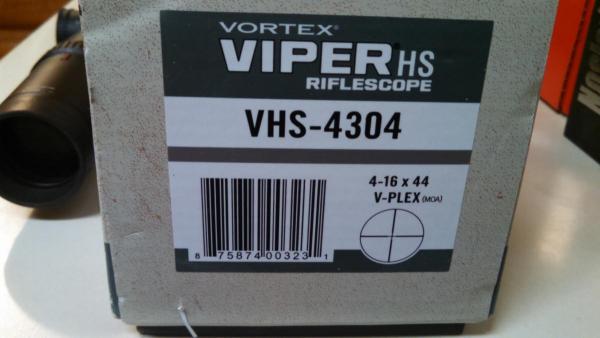 VORTEX®
VIPER® HS
RIFLESCOPE
VHS-4304
4-16 x 44
V-PLEX (MOA)
8 75874 00323 1